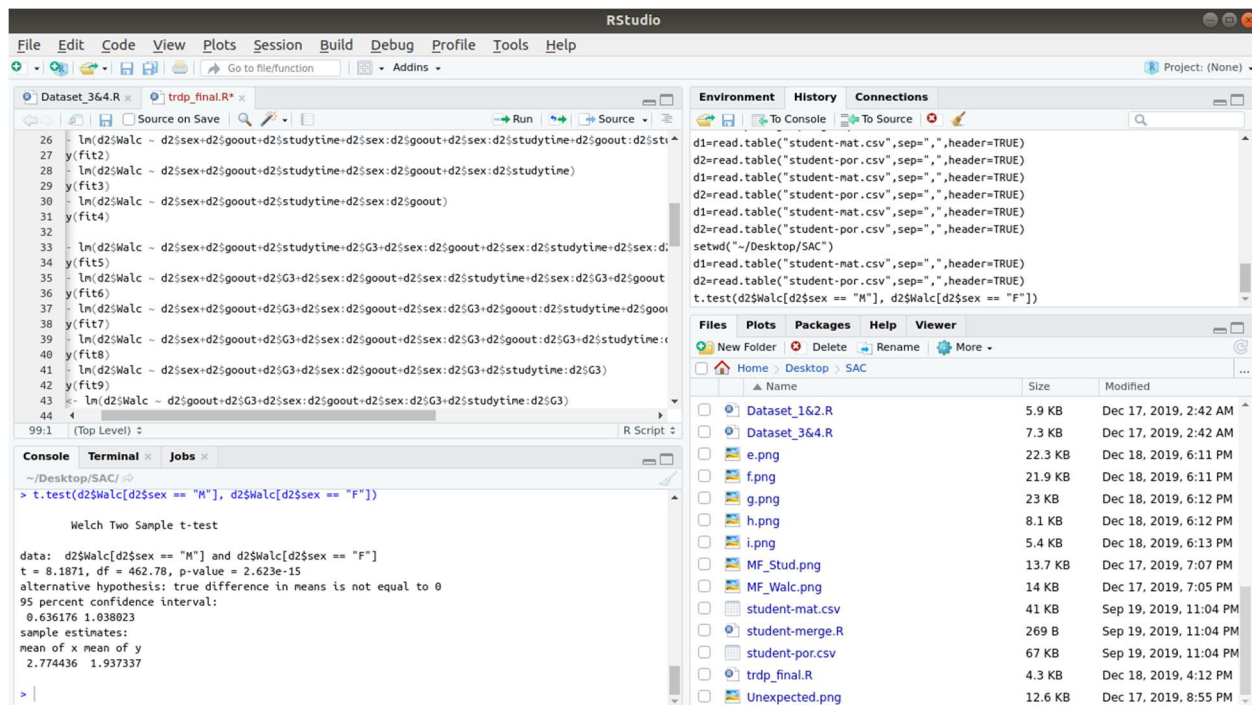 RStudio
File Edit Code View Plots Session Build Debug Profile Tools Help
Go to file/function Addins Project: (None)
Dataset_3&4.R trdp_final.R*
Source on Save Run Source
26 - lm(d2$Walc ~ d2$sex+d2$goout+d2$studytime+d2$sex:d2$goout+d2$sex:d2$studytime+d2$goout:d2$stu
27 y(fit2)
28 - lm(d2$Walc ~ d2$sex+d2$goout+d2$studytime+d2$sex:d2$goout+d2$sex:d2$studytime)
29 y(fit3)
30 - lm(d2$Walc ~ d2$sex+d2$goout+d2$studytime+d2$sex:d2$goout)
31 y(fit4)
32
33 - lm(d2$Walc ~ d2$sex+d2$goout+d2$studytime+d2$G3+d2$sex:d2$goout+d2$sex:d2$studytime+d2$sex:d2
34 y(fit5)
35 - lm(d2$Walc ~ d2$sex+d2$goout+d2$G3+d2$sex:d2$goout+d2$sex:d2$studytime+d2$sex:d2$G3+d2$goout
36 y(fit6)
37 - lm(d2$Walc ~ d2$sex+d2$goout+d2$G3+d2$sex:d2$goout+d2$sex:d2$G3+d2$goout:d2$studytime+d2$goou
38 y(fit7)
39 - lm(d2$Walc ~ d2$sex+d2$goout+d2$G3+d2$sex:d2$goout+d2$sex:d2$G3+d2$goout:d2$G3+d2$studytime:d
40 y(fit8)
41 - lm(d2$Walc ~ d2$sex+d2$goout+d2$G3+d2$sex:d2$goout+d2$sex:d2$G3+d2$studytime:d2$G3)
42 y(fit9)
43 <- lm(d2$Walc ~ d2$goout+d2$G3+d2$sex:d2$goout+d2$sex:d2$G3+d2$studytime:d2$G3)
44
99:1 (Top Level) R Script
Console Terminal Jobs
~/Desktop/SAC/
> t.test(d2$Walc[d2$sex == "M"], d2$Walc[d2$sex == "F"])
Welch Two Sample t-test
data: d2$Walc[d2$sex == "M"] and d2$Walc[d2$sex == "F"]
t = 8.1871, df = 462.78, p-value = 2.623e-15
alternative hypothesis: true difference in means is not equal to 0
95 percent confidence interval:
0.636176 1.038023
sample estimates:
mean of x mean of y
2.774436 1.937337
>
Environment History Connections
To Console To Source
d1=read.table("student-mat.csv",sep=",",header=TRUE)
d2=read.table("student-por.csv",sep=",",header=TRUE)
d1=read.table("student-mat.csv",sep=",",header=TRUE)
d2=read.table("student-por.csv",sep=",",header=TRUE)
d1=read.table("student-mat.csv",sep=",",header=TRUE)
d2=read.table("student-por.csv",sep=",",header=TRUE)
setwd("~/Desktop/SAC")
d1=read.table("student-mat.csv",sep=",",header=TRUE)
d2=read.table("student-por.csv",sep=",",header=TRUE)
t.test(d2$Walc[d2$sex == "M"], d2$Walc[d2$sex == "F"])
Files Plots Packages Help Viewer
New Folder Delete Rename More
Home > Desktop > SAC ...
Name Size Modified
Dataset_1&2.R 5.9 KB Dec 17, 2019, 2:42 AM
Dataset_3&4.R 7.3 KB Dec 17, 2019, 2:42 AM
e.png 22.3 KB Dec 18, 2019, 6:11 PM
f.png 21.9 KB Dec 18, 2019, 6:11 PM
g.png 23 KB Dec 18, 2019, 6:12 PM
h.png 8.1 KB Dec 18, 2019, 6:12 PM
i.png 5.4 KB Dec 18, 2019, 6:13 PM
MF_Stud.png 13.7 KB Dec 17, 2019, 7:07 PM
MF_Walc.png 14 KB Dec 17, 2019, 7:05 PM
student-mat.csv 41 KB Sep 19, 2019, 11:04 PM
student-merge.R 269 B Sep 19, 2019, 11:04 PM
student-por.csv 67 KB Sep 19, 2019, 11:04 PM
trdp_final.R 4.3 KB Dec 18, 2019, 4:12 PM
Unexpected.png 12.6 KB Dec 17, 2019, 8:55 PM